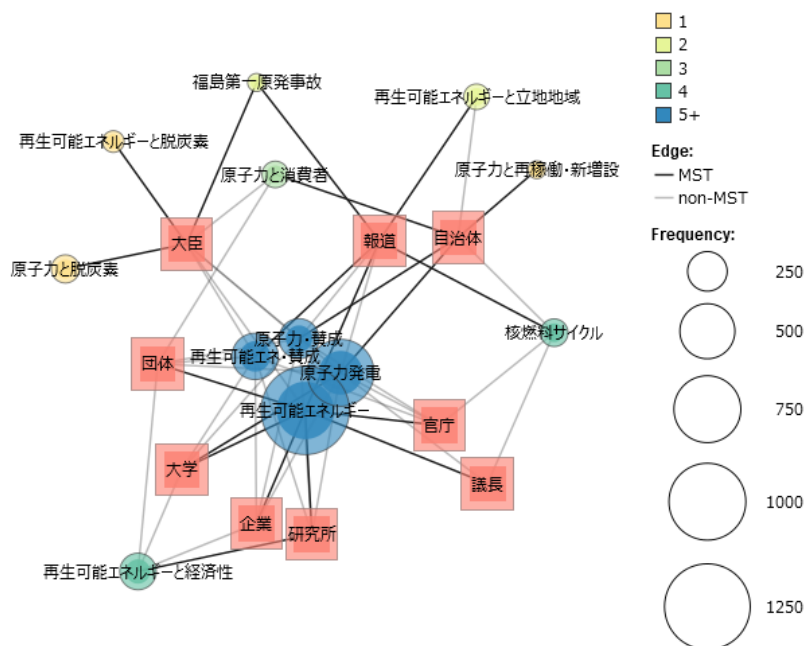 1
2
3
4
5+
Edge:
MST
non-MST
Frequency:
250
500
750
1000
1250
福島第一原発事故
再生可能エネルギーと立地地域
再生可能エネルギーと脱炭素
原子力と消費者
原子力と再稼働・新増設
大臣
報道
自治体
原子力と脱炭素
核燃料サイクル
原子力・賛成
再生可能エネ・賛成
団体
原子力発電
再生可能エネルギー
官庁
大学
議長
企業
研究所
再生可能エネルギーと経済性